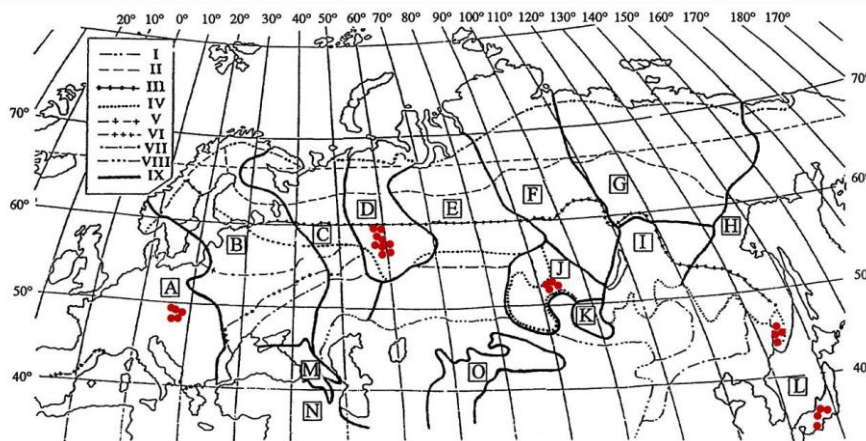 20° 10° 0° 10° 20° 30° 40° 50° 60° 70° 80° 90° 100° 110° 120° 130° 140° 150° 160° 170° 180° 170°
I
II
III
IV
V
VI
VII
VIII
IX
70° 70°
60° 60°
50° 50°
40° 40°
A
B
C
D
E
F
G
H
I
J
K
L
M
N
O